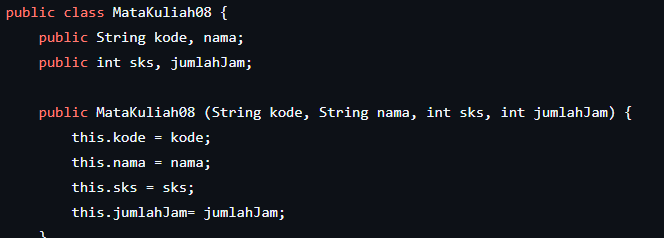 public class MataKuliah08 {
    public String kode, nama;
    public int sks, jumlahJam;

    public MataKuliah08 (String kode, String nama, int sks, int jumlahJam) {
        this.kode = kode;
        this.nama = nama;
        this.sks = sks;
        this.jumlahJam= jumlahJam;
    }